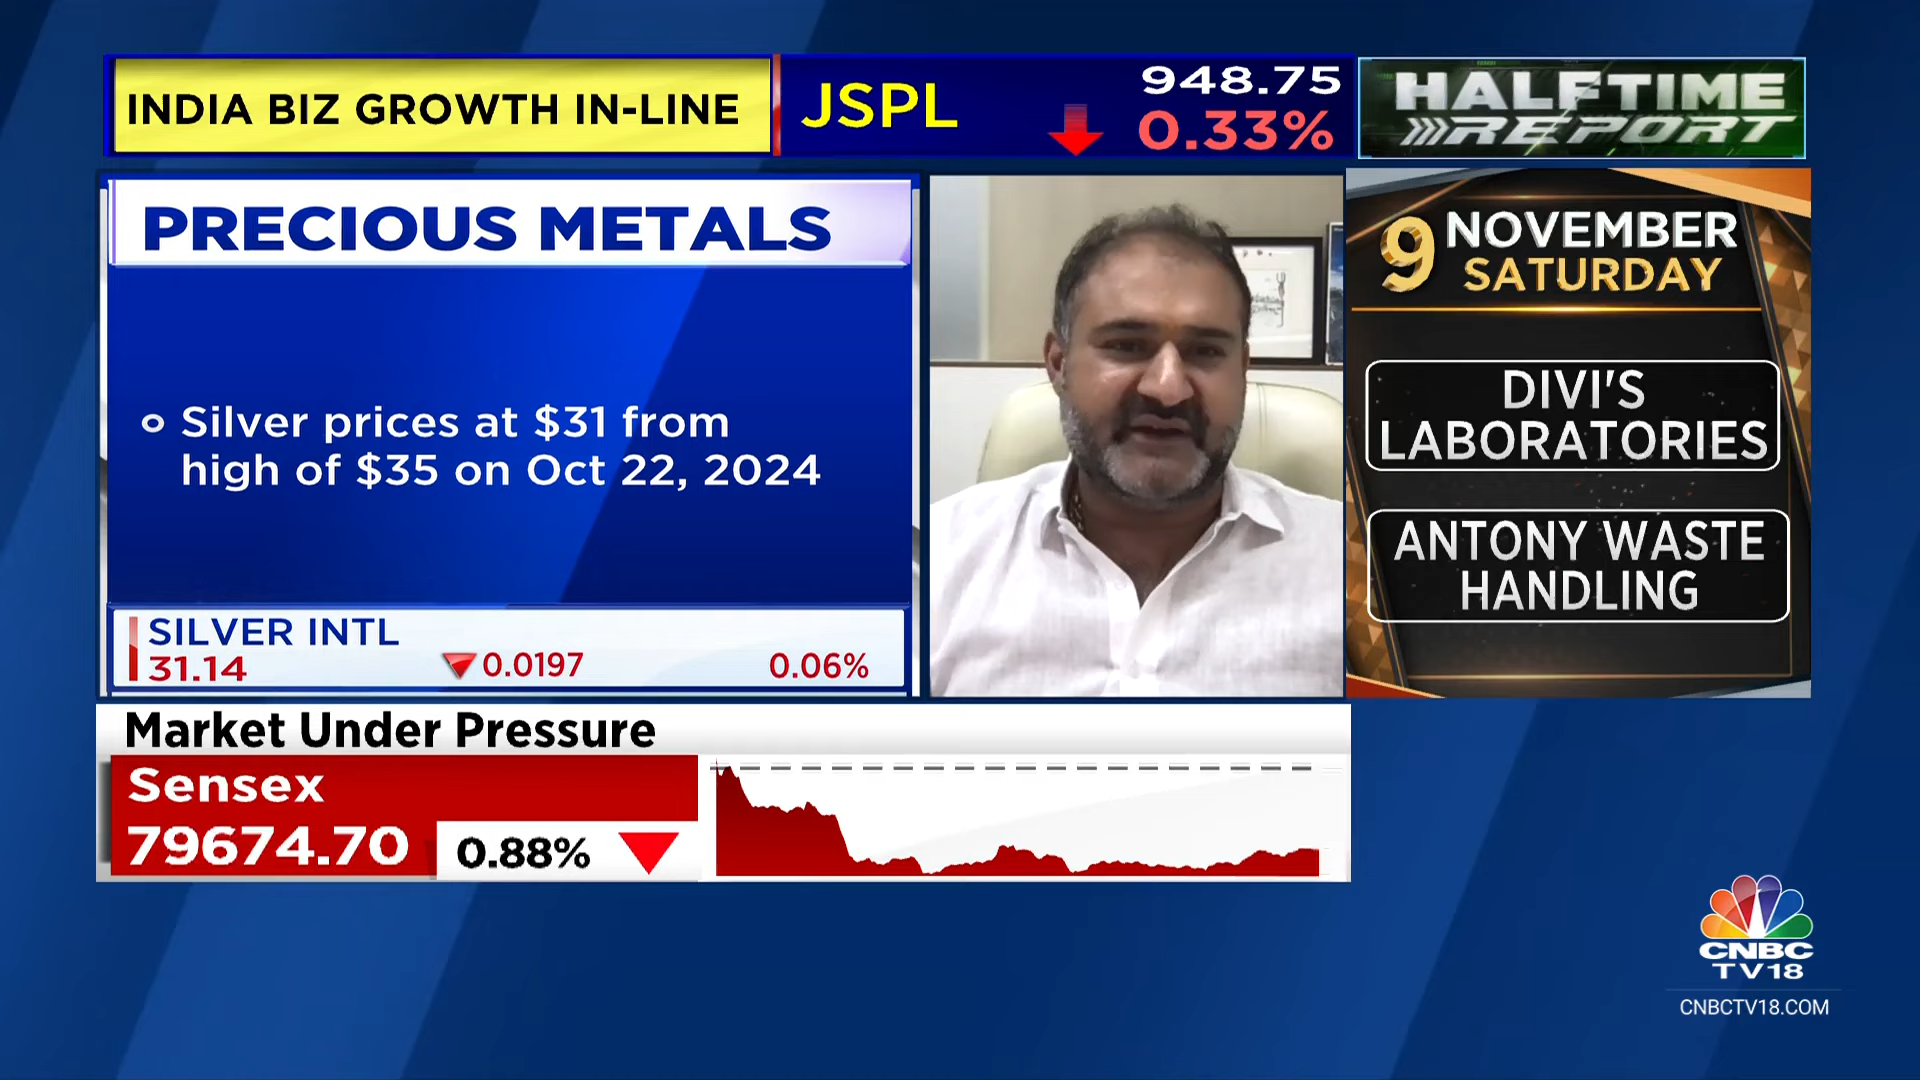 INDIA BIZ GROWTH IN-LINE
JSPL
948.75
0.33%
HALFTIME
REPORT
PRECIOUS METALS
Silver prices at $31 from
high of $35 on Oct 22, 2024
SILVER INTL
31.14
0.0197
0.06%
9
NOVEMBER
SATURDAY
DIVI'S
LABORATORIES
ANTONY WASTE
HANDLING
Market Under Pressure
Sensex
79674.70
0.88%
CNBC
TV18
CNBCTV18.COM